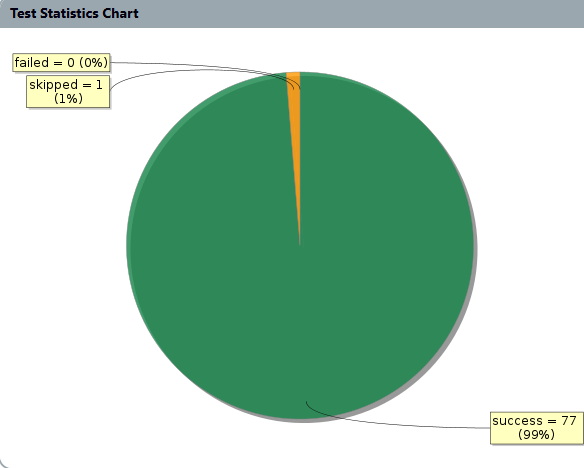 Test Statistics Chart
failed = 0 (0%)
skipped = 1
(1%)
success = 77
(99%)